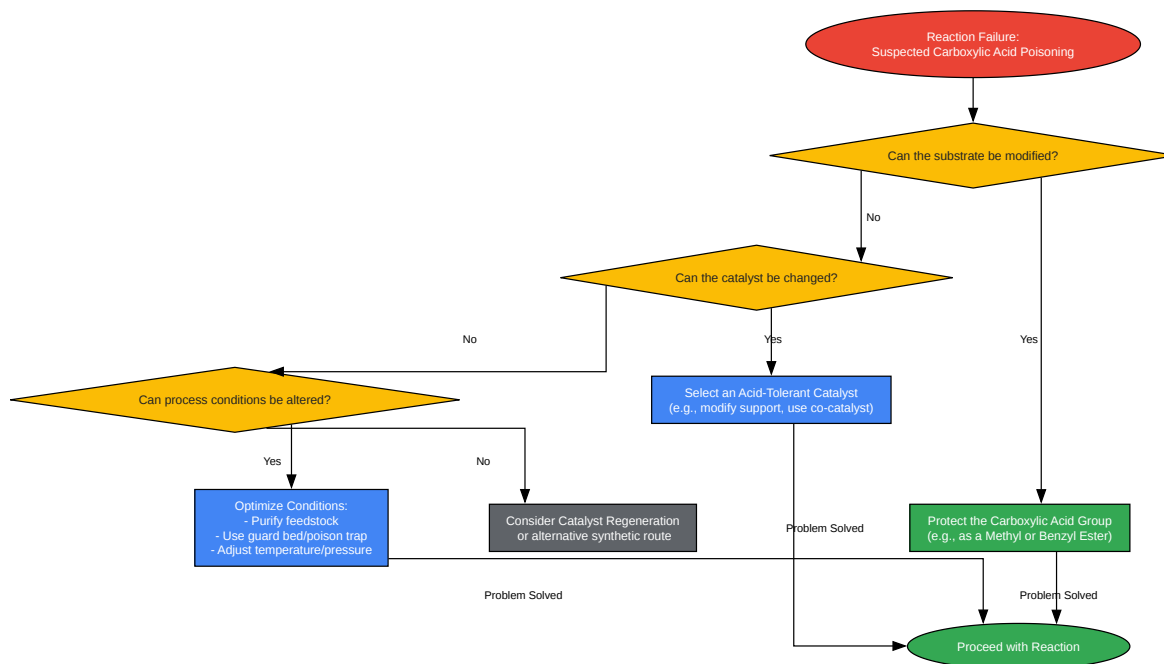 Reaction Failure:
Suspected Carboxylic Acid Poisoning
Can the substrate be modified?
No
Can the catalyst be changed?
No
Yes
Yes
Can process conditions be altered?
Select an Acid-Tolerant Catalyst
(e.g., modify support, use co-catalyst)
Yes
No
Optimize Conditions:
- Purify feedstock
- Use guard bed/poison trap
- Adjust temperature/pressure
Consider Catalyst Regeneration
or alternative synthetic route
Problem Solved
Protect the Carboxylic Acid Group
(e.g., as a Methyl or Benzyl Ester)
Problem Solved
Problem Solved
Proceed with Reaction